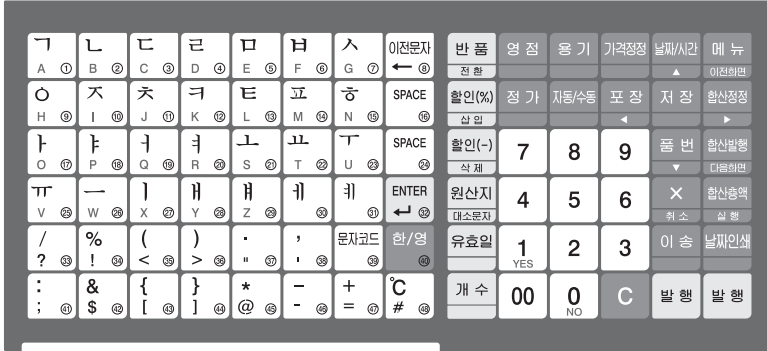 ㄱ ㄴ ㄷ ㄹ ㅁ ㅂ ㅅ 이전문자 반품 영점 용기 가격정정 날짜/시간 메뉴
A ① B ② C ③ D ④ E ⑤ F ⑥ G ⑦ ← ⑧ 전환 ▲ 이전화면
ㅇ ㅈ ㅊ ㅋ ㅌ ㅍ ㅎ SPACE 할인(%) 정가 자동/수동 포장 저장 합산정정
H ⑨ I ⑩ J ⑪ K ⑫ L ⑬ M ⑭ N ⑮ ⑯ 삽입 ◀ ▶
ㅏ ㅑ ㅓ ㅕ ㅗ ㅛ ㅜ SPACE 할인(-) 7 8 9 품번 합산발행
O ⑰ P ⑱ Q ⑲ R ⑳ S ㉑ T ㉒ U ㉓ ㉔ 삭제 ▼ 다음화면
ㅠ ㅡ ㅣ ㅐ ㅒ ㅔ ㅖ ENTER 원산지 4 5 6 × 합산총액
V ㉕ W ㉖ X ㉗ Y ㉘ Z ㉙ ㉚ ㉛ ↵ ㉜ 대소문자 취소 실행
/ % ( ) · , 문자코드 한/영 유효일 1 2 3 이송 날짜인쇄
? ㉝ ! ㉞ < ㉟ > ㊱ " ㊲ ' ㊳ ㊴ ㊵ YES
: & { } * - + ℃ 개수 00 0 C 발행 발행
; ㊶ $ ㊷ [ ㊸ ] ㊹ @ ㊺ _ ㊻ = ㊼ # ㊽ NO